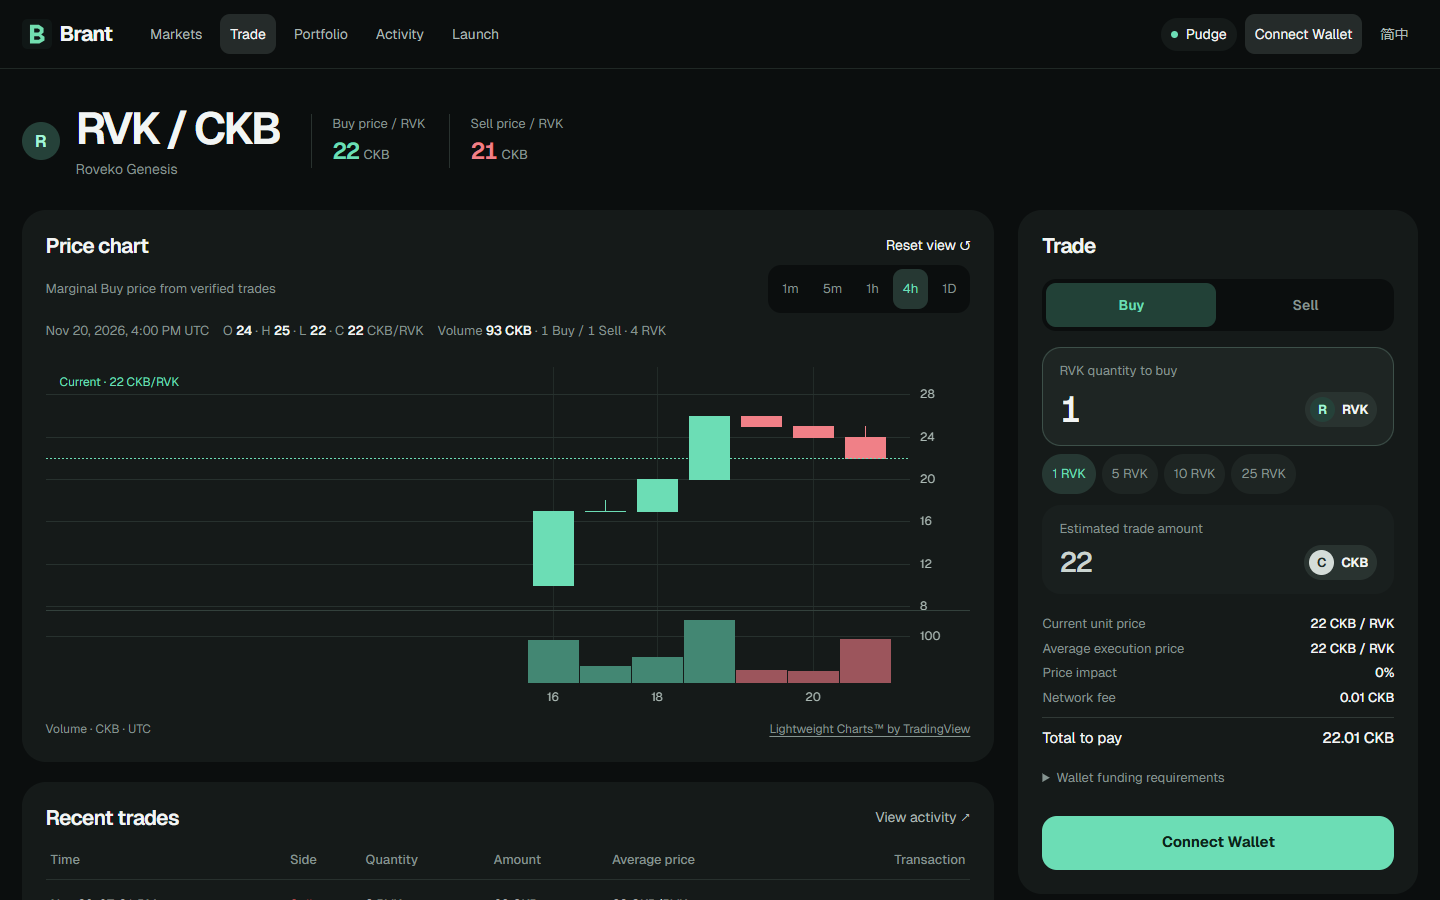 B Brant Markets Trade Portfolio Activity Launch Pudge Connect Wallet 简中
R RVK / CKB
Roveko Genesis
Buy price / RVK
22 CKB
Sell price / RVK
21 CKB
Price chart
Reset view ↺
Marginal Buy price from verified trades
1m 5m 1h 4h 1D
Nov 20, 2026, 4:00 PM UTC O 24 · H 25 · L 22 · C 22 CKB/RVK Volume 93 CKB · 1 Buy / 1 Sell · 4 RVK
Current · 22 CKB/RVK
28
24
20
16
12
8
100
16 18 20
Volume · CKB · UTC
Lightweight Charts™ by TradingView
Recent trades
View activity ↗
Time Side Quantity Amount Average price Transaction
Trade
Buy Sell
RVK quantity to buy
1
R RVK
1 RVK 5 RVK 10 RVK 25 RVK
Estimated trade amount
22
C CKB
Current unit price 22 CKB / RVK
Average execution price 22 CKB / RVK
Price impact 0%
Network fee 0.01 CKB
Total to pay 22.01 CKB
▶ Wallet funding requirements
Connect Wallet